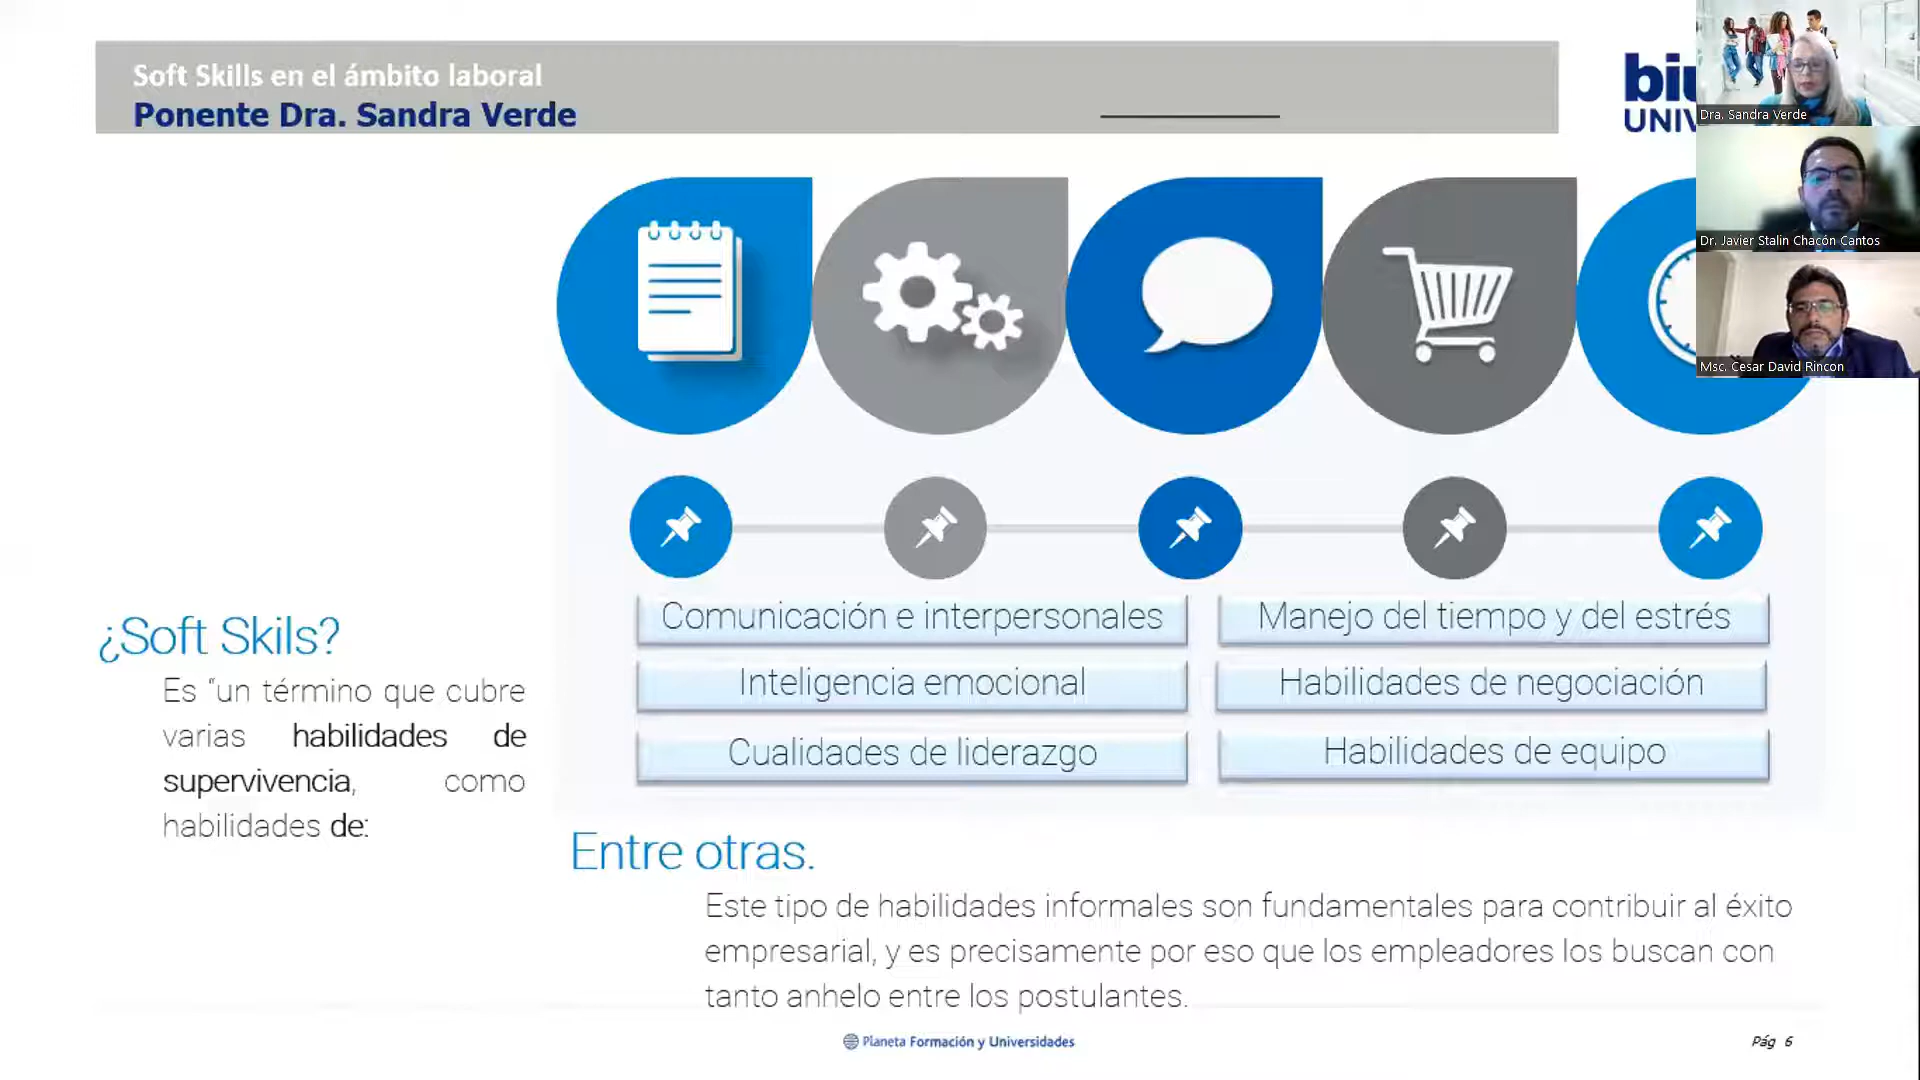 Soft Skills en el ámbito laboral
Ponente Dra. Sandra Verde
Dra. Sandra Verde
Dr. Javier Stalin Chacón Cantos
Msc. Cesar David Rincon
¿Soft Skils?
Es “un término que cubre
varias habilidades de
supervivencia, como
habilidades de:
Comunicación e interpersonales
Manejo del tiempo y del estrés
Inteligencia emocional
Habilidades de negociación
Cualidades de liderazgo
Habilidades de equipo
Entre otras.
Este tipo de habilidades informales son fundamentales para contribuir al éxito
empresarial, y es precisamente por eso que los empleadores los buscan con
tanto anhelo entre los postulantes.
Planeta Formación y Universidades
Pág 6